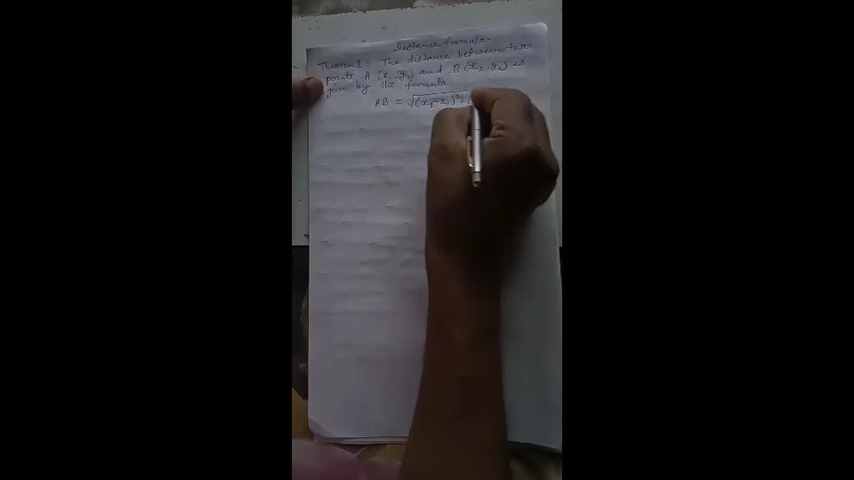 Distance formula.
Theorem 1: The distance between two
points A (x₁, y₁) and B (x₂, y₂) is
given by the formula
AB = √(x₂-x₁)²+(